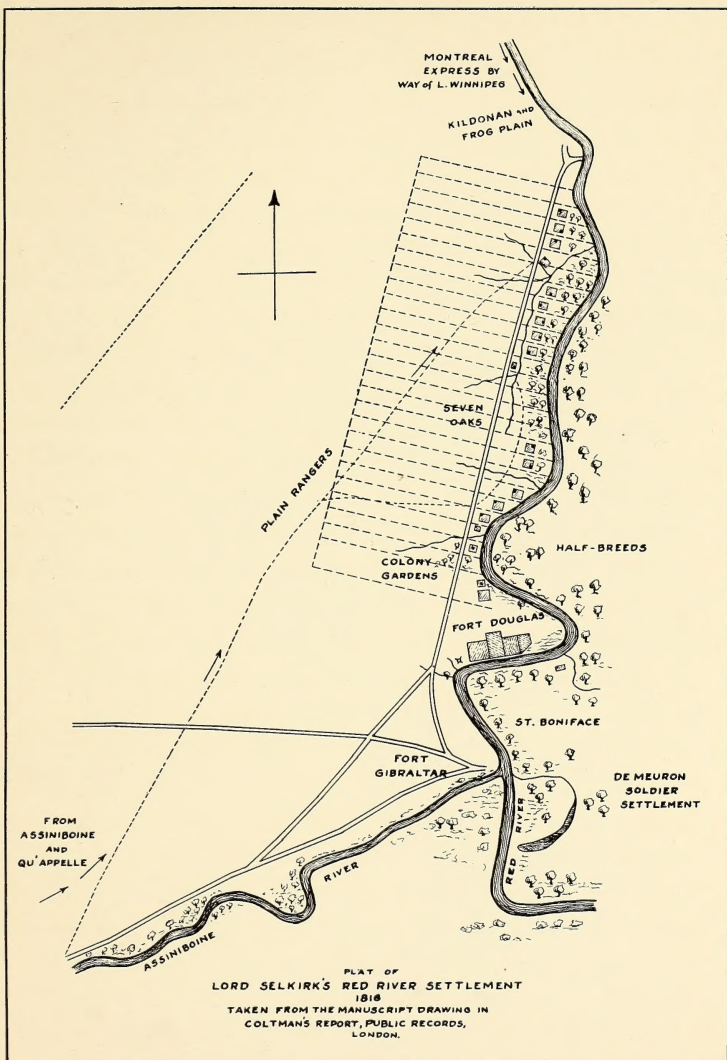 MONTREAL
EXPRESS BY
WAY of L. WINNIPEG
KILDONAN AND
FROG PLAIN
SEVEN
OAKS
PLAIN RANGERS
HALF-BREEDS
COLONY
GARDENS
FORT DOUGLAS
ST. BONIFACE
FORT
GIBRALTAR
DE MEURON
SOLDIER
SETTLEMENT
FROM
ASSINIBOINE
AND
QU'APPELLE
RED RIVER
ASSINIBOINE RIVER
PLAT OF
LORD SELKIRK'S RED RIVER SETTLEMENT
1816
TAKEN FROM THE MANUSCRIPT DRAWING IN
COLTMAN'S REPORT, PUBLIC RECORDS,
LONDON.